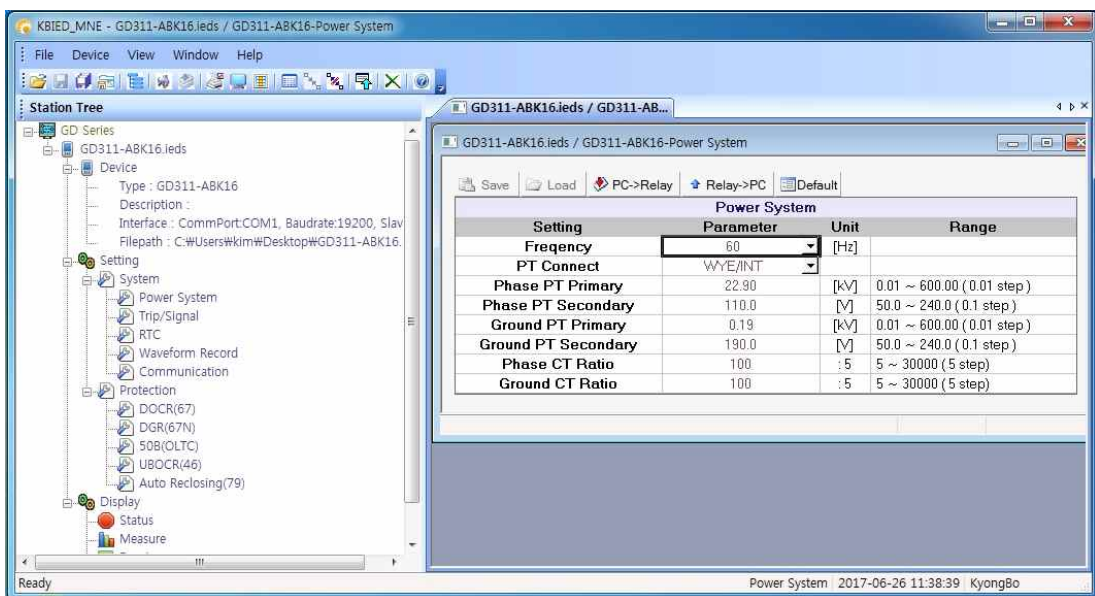 KBIED_MNE - GD311-ABK16.ieds / GD311-ABK16-Power System
File Device View Window Help
Station Tree
GD Series
GD311-ABK16.ieds
Device
Type : GD311-ABK16
Description :
Interface : CommPort:COM1, Baudrate:19200, Slav
Filepath : C:₩Users₩kim₩Desktop₩GD311-ABK16.
Setting
System
Power System
Trip/Signal
RTC
Waveform Record
Communication
Protection
DOCR(67)
DGR(67N)
50B(OLTC)
UBOCR(46)
Auto Reclosing(79)
Display
Status
Measure
GD311-ABK16.ieds / GD311-AB...
GD311-ABK16.ieds / GD311-ABK16-Power System
Save Load PC->Relay Relay->PC Default
Power System
Setting Parameter Unit Range
Freqency 60 [Hz]
PT Connect WYE/INT
Phase PT Primary 22.90 [kV] 0.01 ~ 600.00 ( 0.01 step )
Phase PT Secondary 110.0 [V] 50.0 ~ 240.0 ( 0.1 step )
Ground PT Primary 0.19 [kV] 0.01 ~ 600.00 ( 0.01 step )
Ground PT Secondary 190.0 [V] 50.0 ~ 240.0 ( 0.1 step )
Phase CT Ratio 100 : 5 5 ~ 30000 ( 5 step)
Ground CT Ratio 100 : 5 5 ~ 30000 ( 5 step)
Ready Power System 2017-06-26 11:38:39 KyongBo